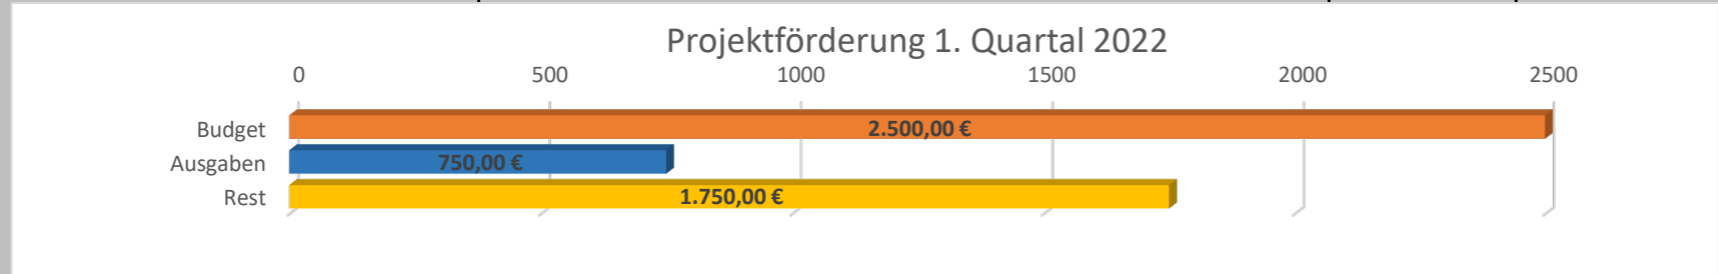 Projektförderung 1. Quartal 2022
0 500 1000 1500 2000 2500
Budget 2.500,00 €
Ausgaben 750,00 €
Rest 1.750,00 €